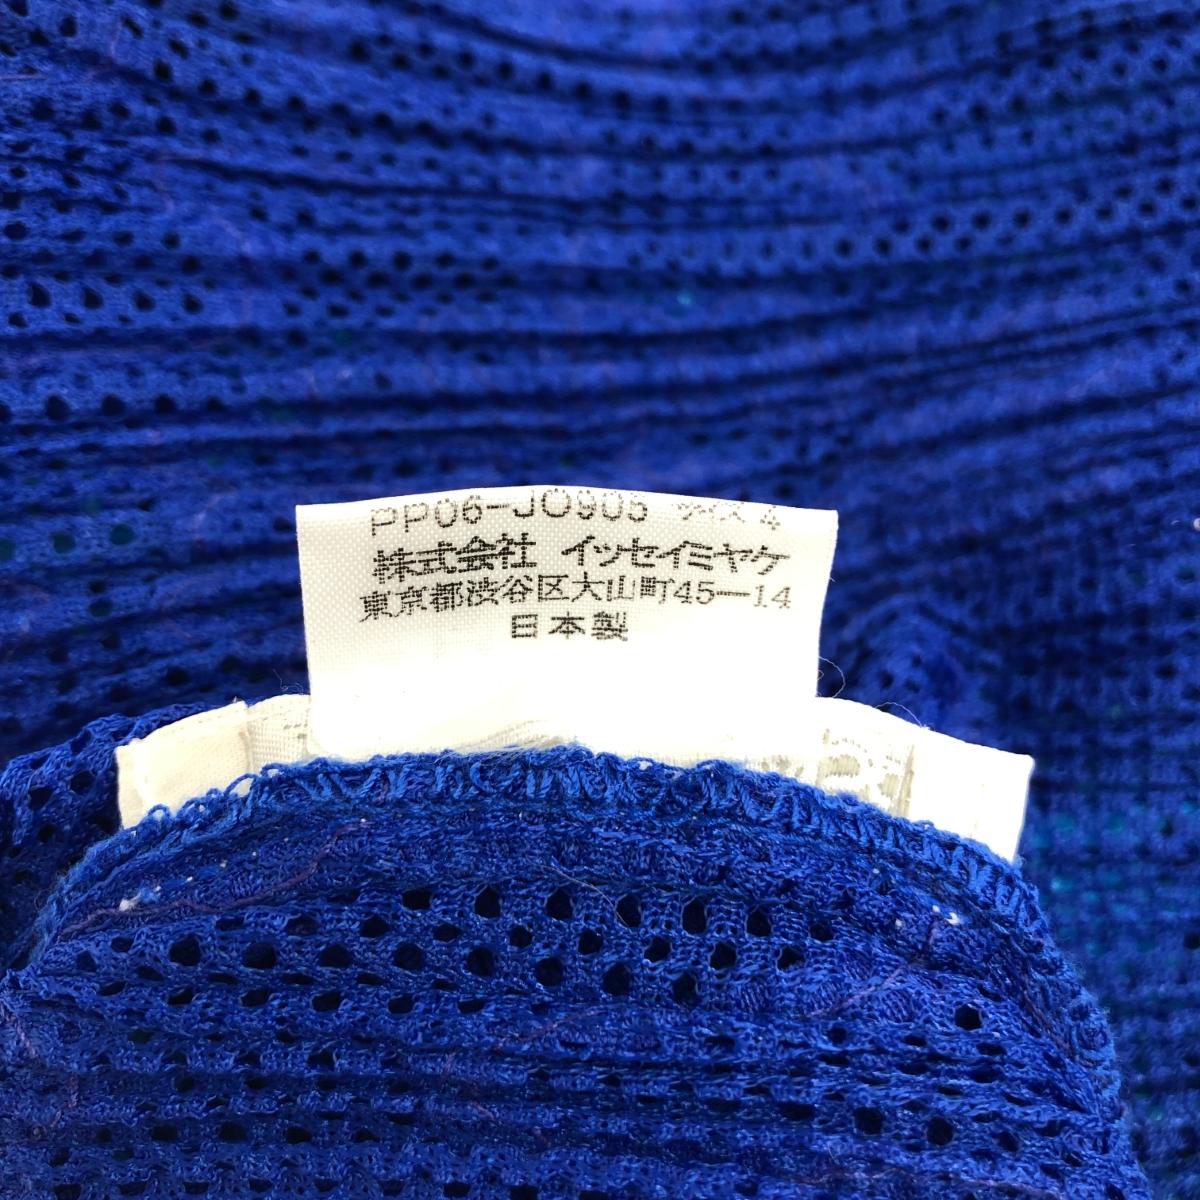 PP06-JO905 サイズ 4
株式会社 イッセイミヤケ
東京都渋谷区大山町45—14
日本製